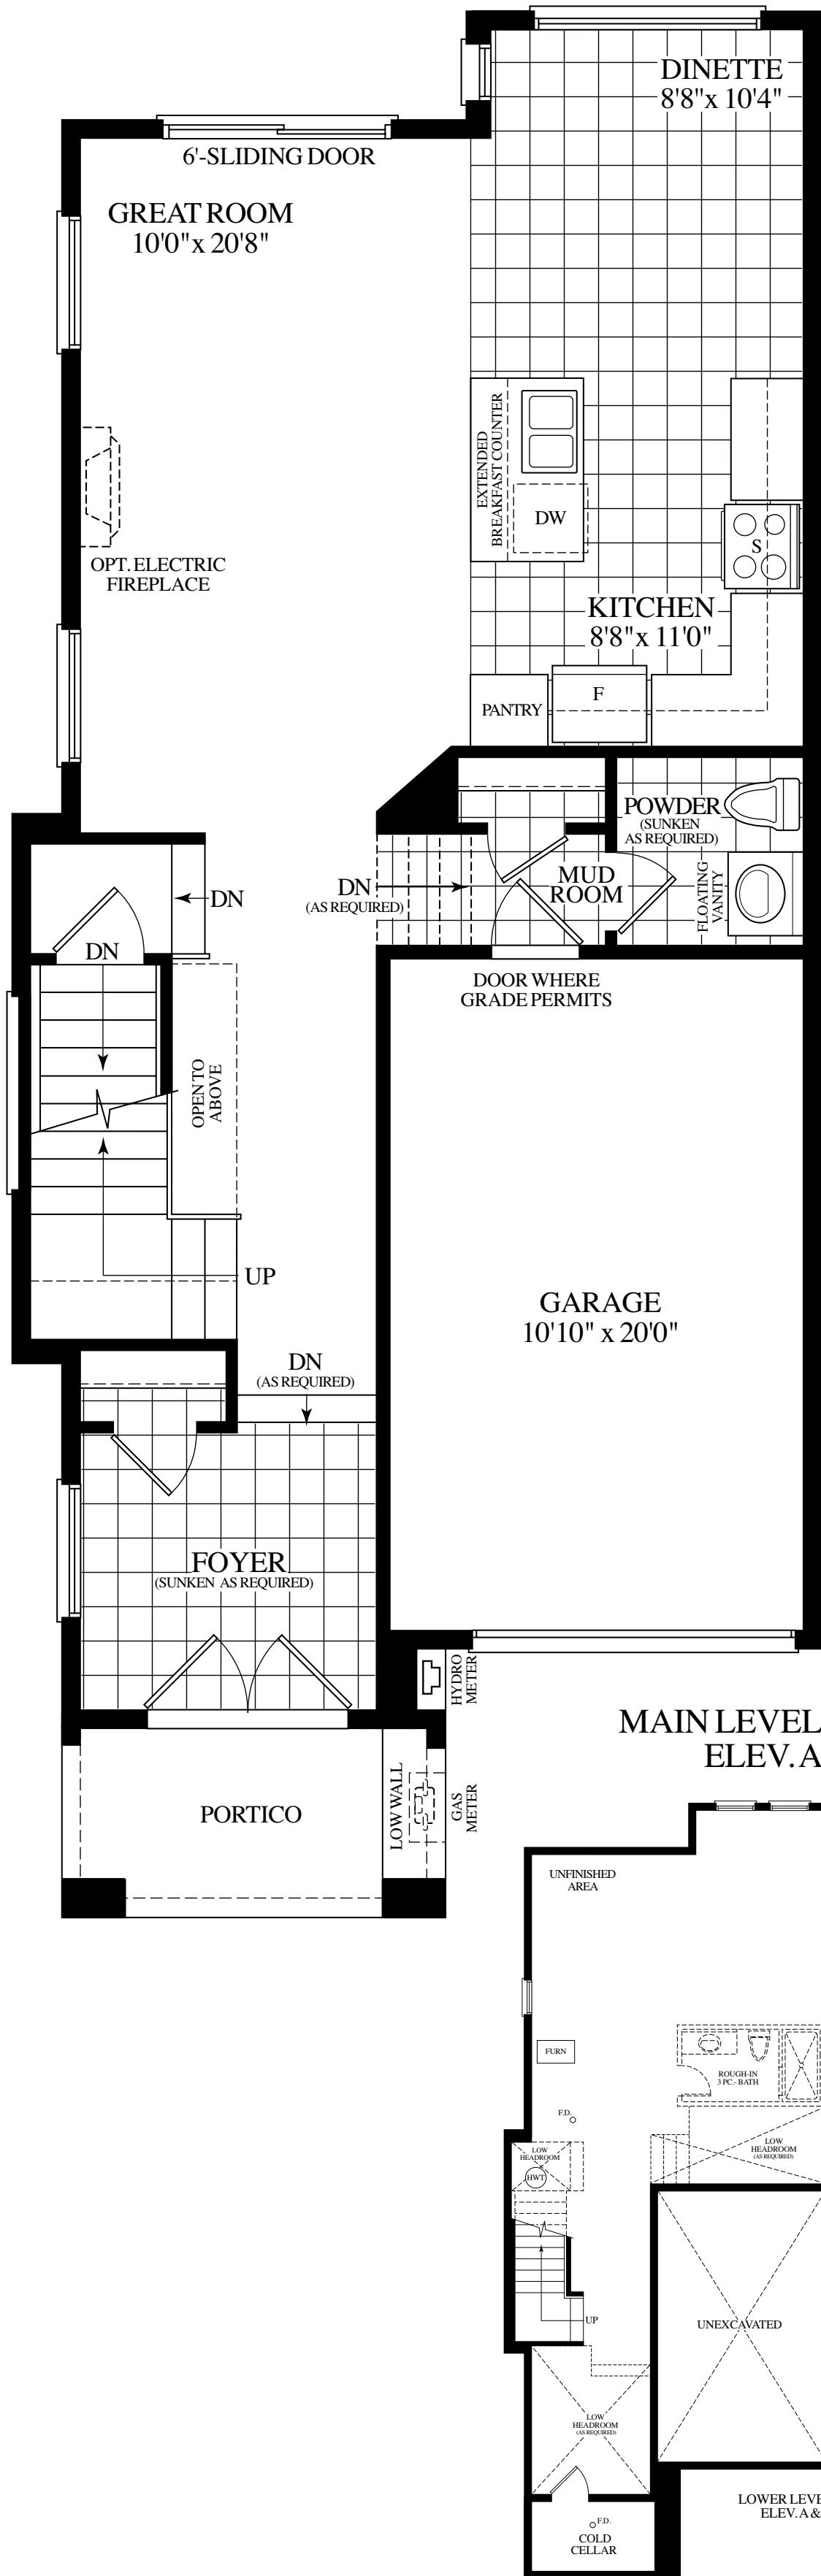 DINETTE
8'8"x 10'4"
6'-SLIDING DOOR
GREAT ROOM
10'0"x 20'8"
EXTENDED
BREAKFAST COUNTER
DW
S
OPT. ELECTRIC
FIREPLACE
KITCHEN
8'8"x 11'0"
F
PANTRY
POWDER
(SUNKEN
AS REQUIRED)
FLOATING
VANITY
MUD
ROOM
DN
(AS REQUIRED)
DN
DN
DOOR WHERE
GRADE PERMITS
OPEN TO
ABOVE
UP
GARAGE
10'10" x 20'0"
DN
(AS REQUIRED)
FOYER
(SUNKEN AS REQUIRED)
HYDRO
METER
MAIN LEVEL
ELEV. A
PORTICO
LOW WALL
GAS
METER
UNFINISHED
AREA
FURN
ROUGH-IN
3 PC.- BATH
F.D.
LOW
HEADROOM
HWT
LOW
HEADROOM
(AS REQUIRED)
UP
UNEXCAVATED
LOW
HEADROOM
(AS REQUIRED)
LOWER LEVE
ELEV. A &
F.D.
COLD
CELLAR